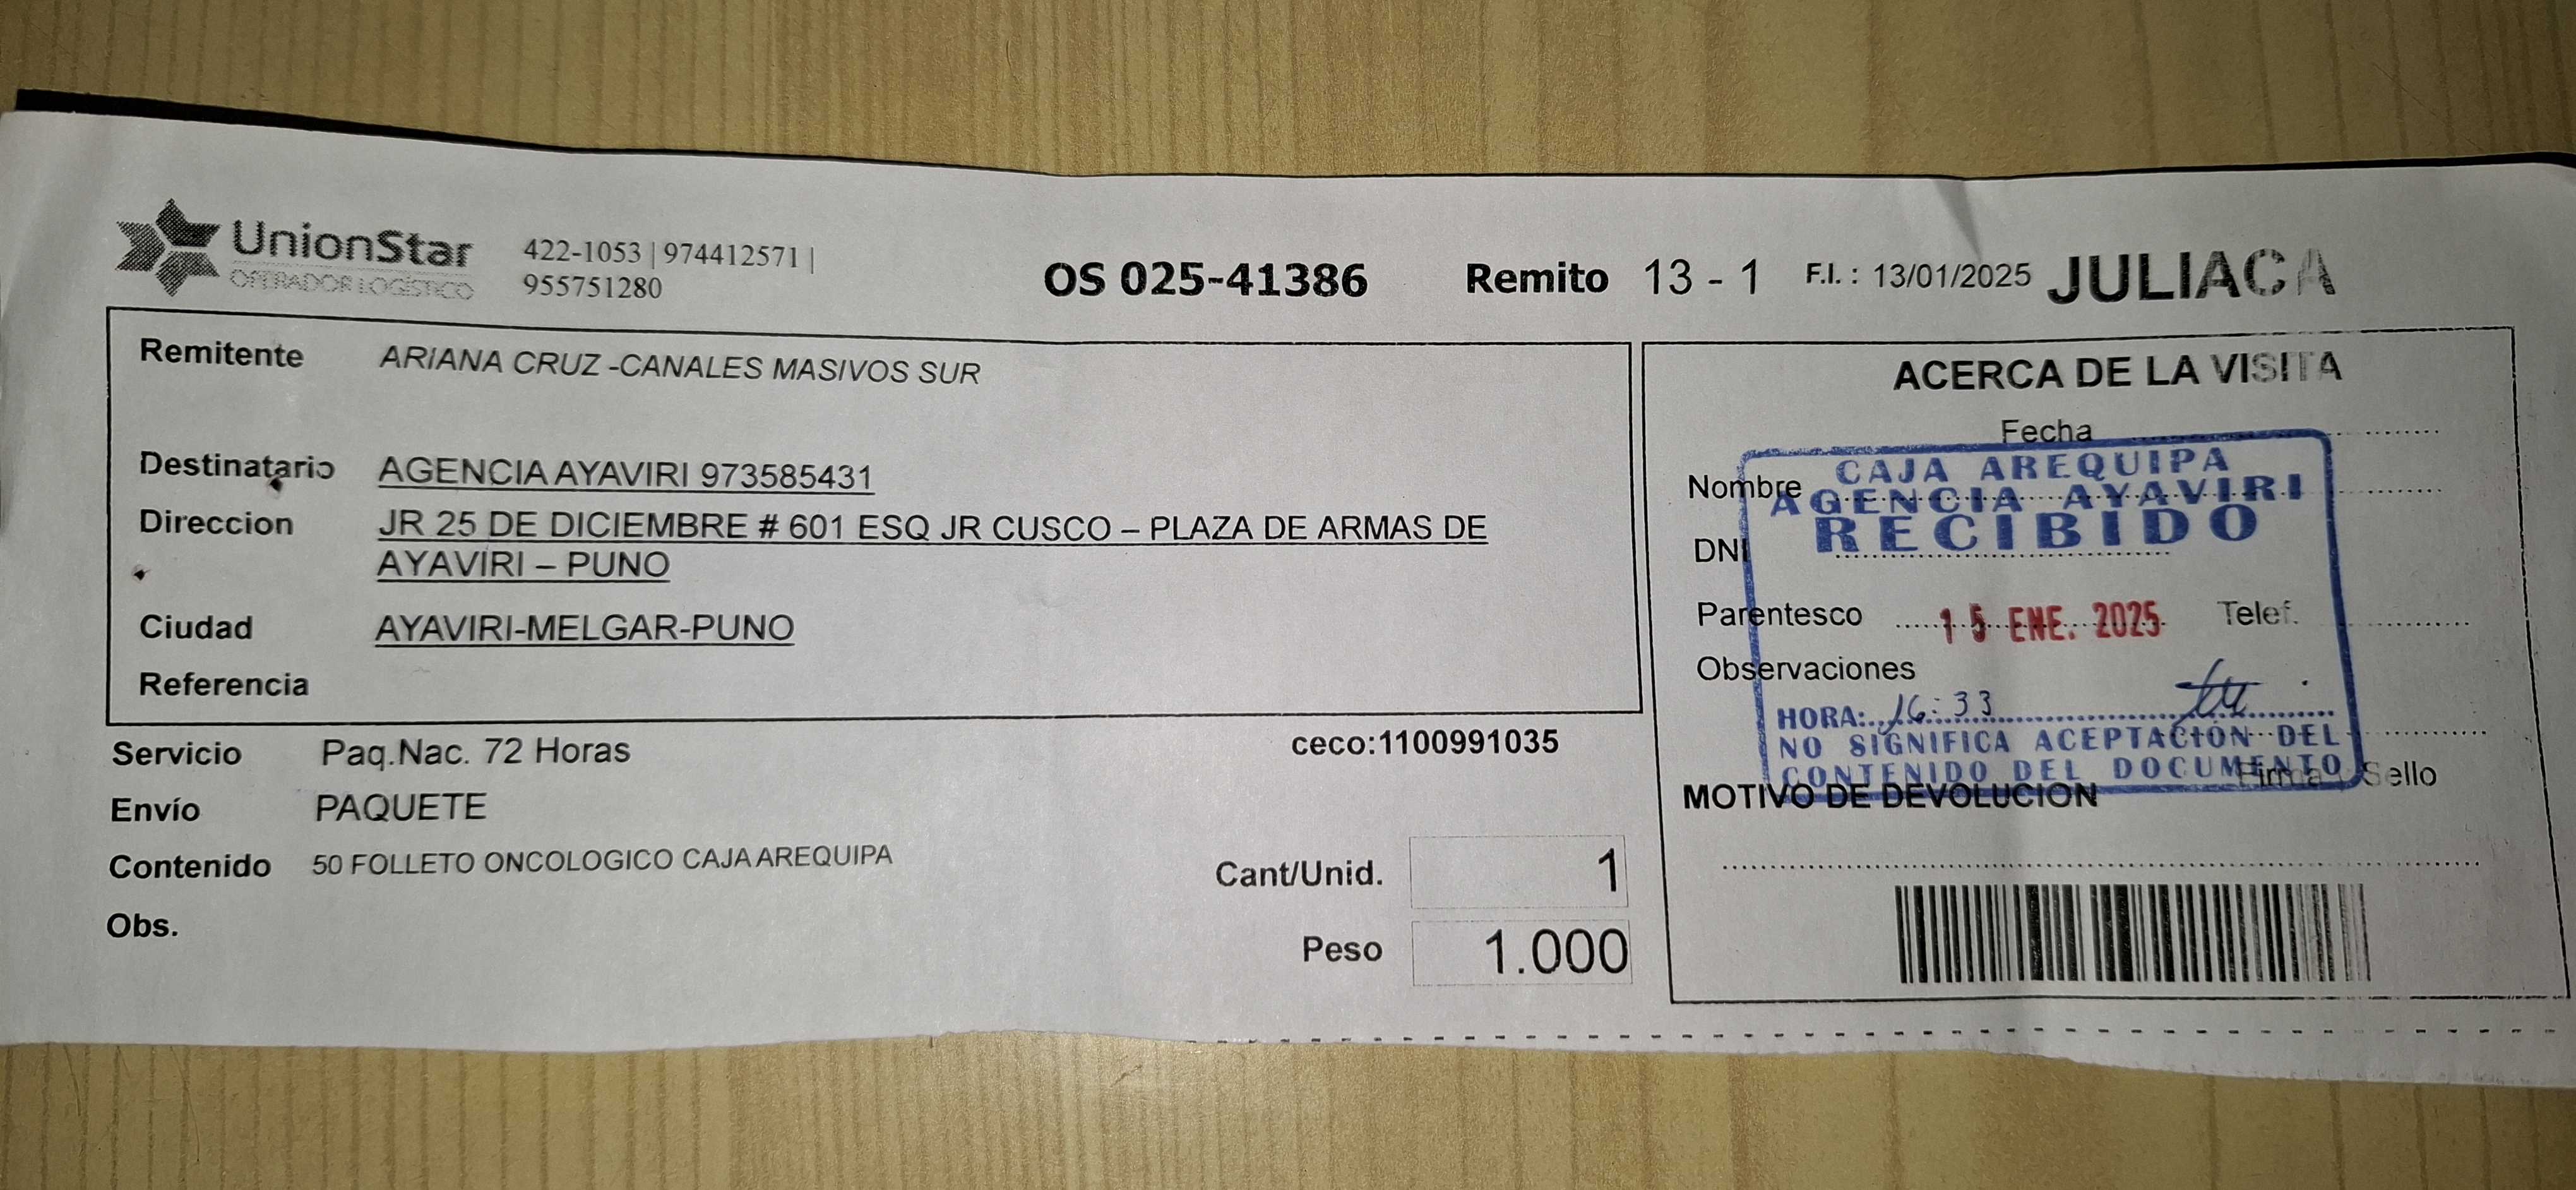 UnionStar
OPERADOR LOGÍSTICO
422-1053 | 974412571 |
955751280
OS 025-41386
Remito 13 - 1
F.I. : 13/01/2025
JULIACA
Remitente ARIANA CRUZ -CANALES MASIVOS SUR
Destinatario AGENCIA AYAVIRI 973585431
Direccion JR 25 DE DICIEMBRE # 601 ESQ JR CUSCO – PLAZA DE ARMAS DE
AYAVIRI – PUNO
Ciudad AYAVIRI-MELGAR-PUNO
Referencia
Servicio Paq.Nac. 72 Horas
ceco:1100991035
Envío PAQUETE
Contenido 50 FOLLETO ONCOLOGICO CAJA AREQUIPA
Obs.
Cant/Unid. 1
Peso 1.000
ACERCA DE LA VISITA
Fecha
CAJA AREQUIPA
Nombre
AGENCIA AYAVIRI
RECIBIDO
DNI
Parentesco
15 ENE. 2025
Telef.
Observaciones
HORA: 16:33
NO SIGNIFICA ACEPTACIÓN DEL
CONTENIDO DEL DOCUMENTO
Firma Sello
MOTIVO DE DEVOLUCION